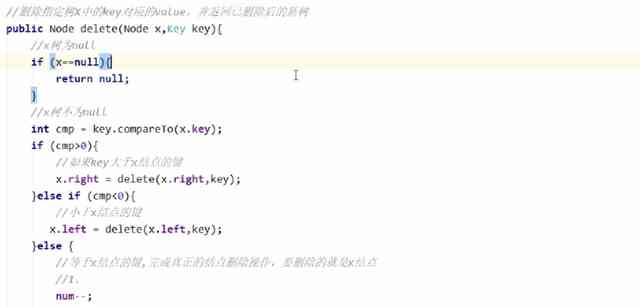 //删除指定树x中的key对应的value，并返回已删除后的新树
public Node delete(Node x,Key key){
//x树为null
if (x==null){
return null;
}
//x树不为null
int cmp = key.compareTo(x.key);
if (cmp>0){
//如果key大于x结点的键
x.right = delete(x.right,key);
}else if (cmp<0){
//小于x结点的键
x.left = delete(x.left,key);
}else {
//等于x结点的键,完成真正的结点删除操作，要删除的就是x结点
//1.
num--;